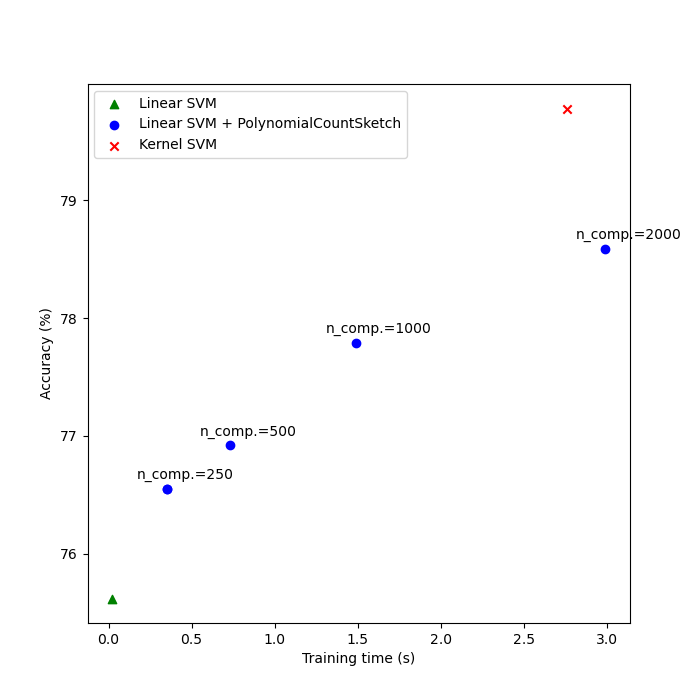 Linear SVM
Linear SVM + PolynomialCountSketch
Kernel SVM
79
78
77
76
Accuracy (%)
n_comp.=2000
n_comp.=1000
n_comp.=500
n_comp.=250
0.0 0.5 1.0 1.5 2.0 2.5 3.0
Training time (s)